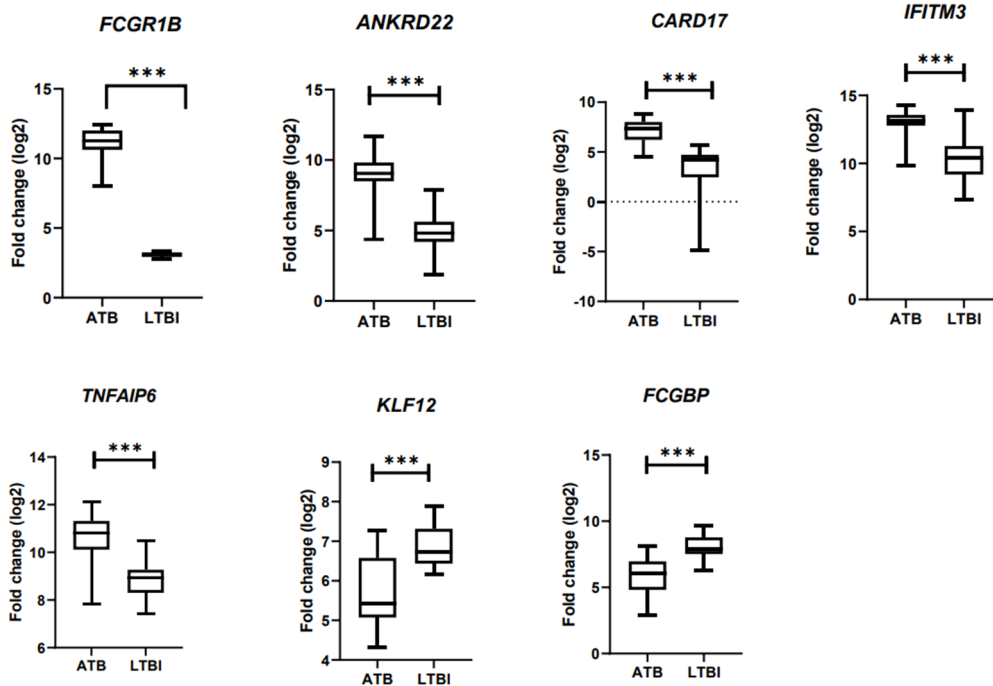 FCGR1B
***
Fold change (log2)
15
10
5
0
ATB LTBI
ANKRD22
***
Fold change (log2)
15
10
5
0
ATB LTBI
CARD17
***
Fold change (log2)
10
5
0
-5
-10
ATB LTBI
IFITM3
***
Fold change (log2)
15
10
5
0
ATB LTBI
TNFAIP6
***
Fold change (log2)
14
12
10
8
6
ATB LTBI
KLF12
***
Fold change (log2)
9
8
7
6
5
4
ATB LTBI
FCGBP
***
Fold change (log2)
15
10
5
0
ATB LTBI